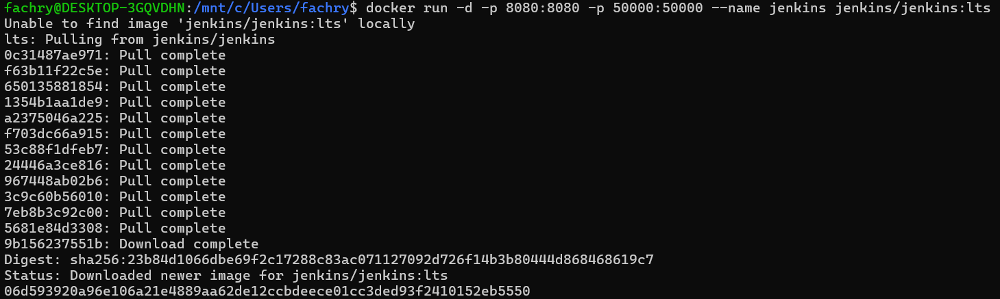 fachry@DESKTOP-3GQVDHN:/mnt/c/Users/fachry$ docker run -d -p 8080:8080 -p 50000:50000 --name jenkins jenkins/jenkins:lts
Unable to find image 'jenkins/jenkins:lts' locally
lts: Pulling from jenkins/jenkins
0c31487ae971: Pull complete
f63b11f22c5e: Pull complete
650135881854: Pull complete
1354b1aa1de9: Pull complete
a2375046a225: Pull complete
f703dc66a915: Pull complete
53c88f1dfeb7: Pull complete
24446a3ce816: Pull complete
967448ab02b6: Pull complete
3c9c60b56010: Pull complete
7eb8b3c92c00: Pull complete
5681e84d3308: Pull complete
9b156237551b: Download complete
Digest: sha256:23b84d1066dbe69f2c17288c83ac071127092d726f14b3b80444d868468619c7
Status: Downloaded newer image for jenkins/jenkins:lts
06d593920a96e106a21e4889aa62de12ccbdeece01cc3ded93f2410152eb5550